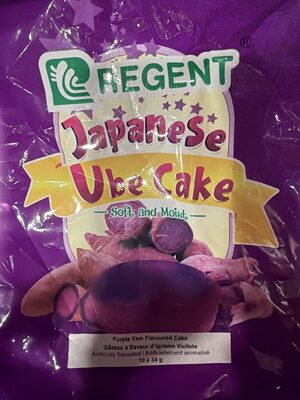 REGENT
®
Japanese
Ube Cake
Soft and Moist
Purple Yam Flavoured Cake
Gâteau à Saveur d'Igname Violete
Artificially flavoured / Artificiellement aromatisé
10 x 34 g